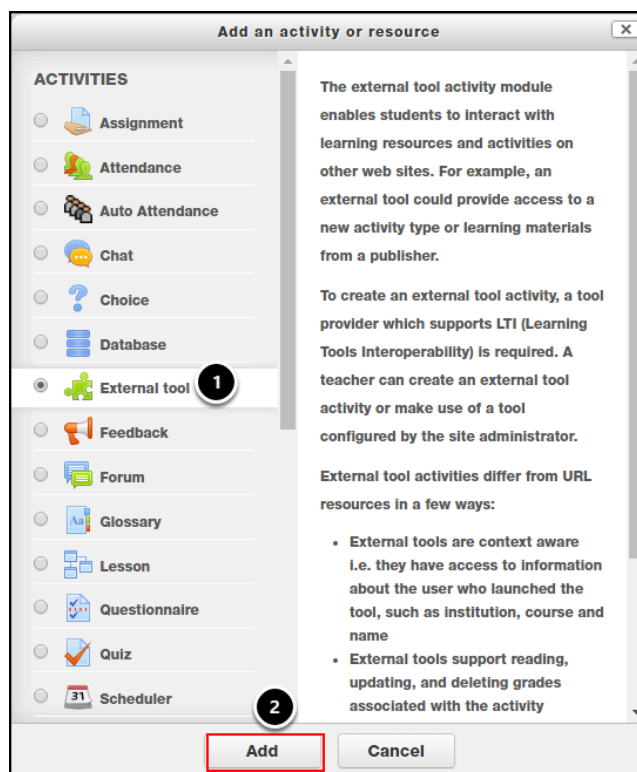 Add an activity or resource
ACTIVITIES
Assignment
Attendance
Auto Attendance
Chat
Choice
Database
External tool
1
Feedback
Forum
Aa
Glossary
Lesson
Questionnaire
Quiz
31
Scheduler
The external tool activity module
enables students to interact with
learning resources and activities on
other web sites. For example, an
external tool could provide access to a
new activity type or learning materials
from a publisher.
To create an external tool activity, a tool
provider which supports LTI (Learning
Tools Interoperability) is required. A
teacher can create an external tool
activity or make use of a tool
configured by the site administrator.
External tool activities differ from URL
resources in a few ways:
• External tools are context aware
i.e. they have access to information
about the user who launched the
tool, such as institution, course and
name
• External tools support reading,
updating, and deleting grades
associated with the activity
2
Add
Cancel